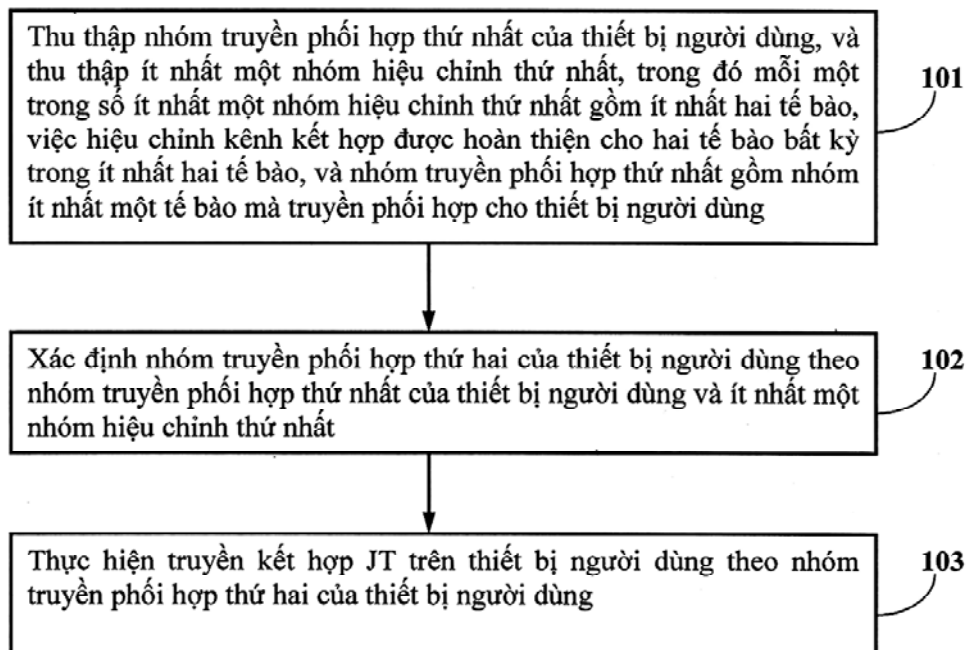 Thu thập nhóm truyền phối hợp thứ nhất của thiết bị người dùng, và
thu thập ít nhất một nhóm hiệu chỉnh thứ nhất, trong đó mỗi một
trong số ít nhất một nhóm hiệu chỉnh thứ nhất gồm ít nhất hai tế bào,
việc hiệu chỉnh kênh kết hợp được hoàn thiện cho hai tế bào bất kỳ
trong ít nhất hai tế bào, và nhóm truyền phối hợp thứ nhất gồm nhóm
ít nhất một tế bào mà truyền phối hợp cho thiết bị người dùng
101
Xác định nhóm truyền phối hợp thứ hai của thiết bị người dùng theo
nhóm truyền phối hợp thứ nhất của thiết bị người dùng và ít nhất một
nhóm hiệu chỉnh thứ nhất
102
Thực hiện truyền kết hợp JT trên thiết bị người dùng theo nhóm
truyền phối hợp thứ hai của thiết bị người dùng
103